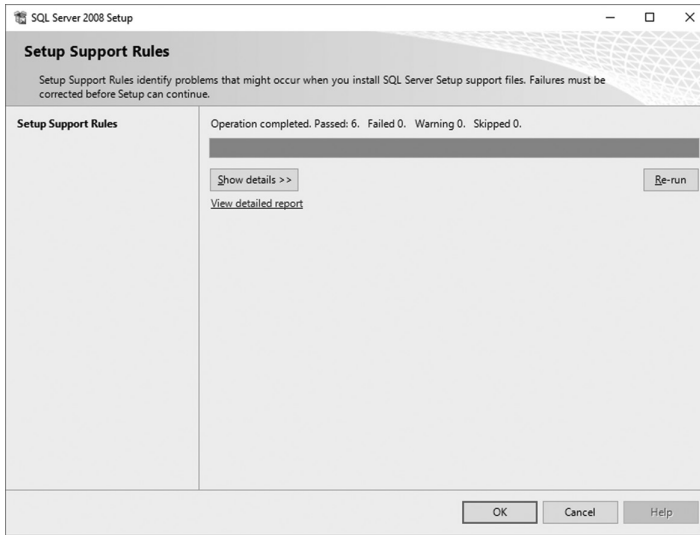 SQL Server 2008 Setup
Setup Support Rules
Setup Support Rules identify problems that might occur when you install SQL Server Setup support files. Failures must be
corrected before Setup can continue.
Setup Support Rules
Operation completed. Passed: 6. Failed 0. Warning 0. Skipped 0.
Show details >>
Re-run
View detailed report
OK
Cancel
Help